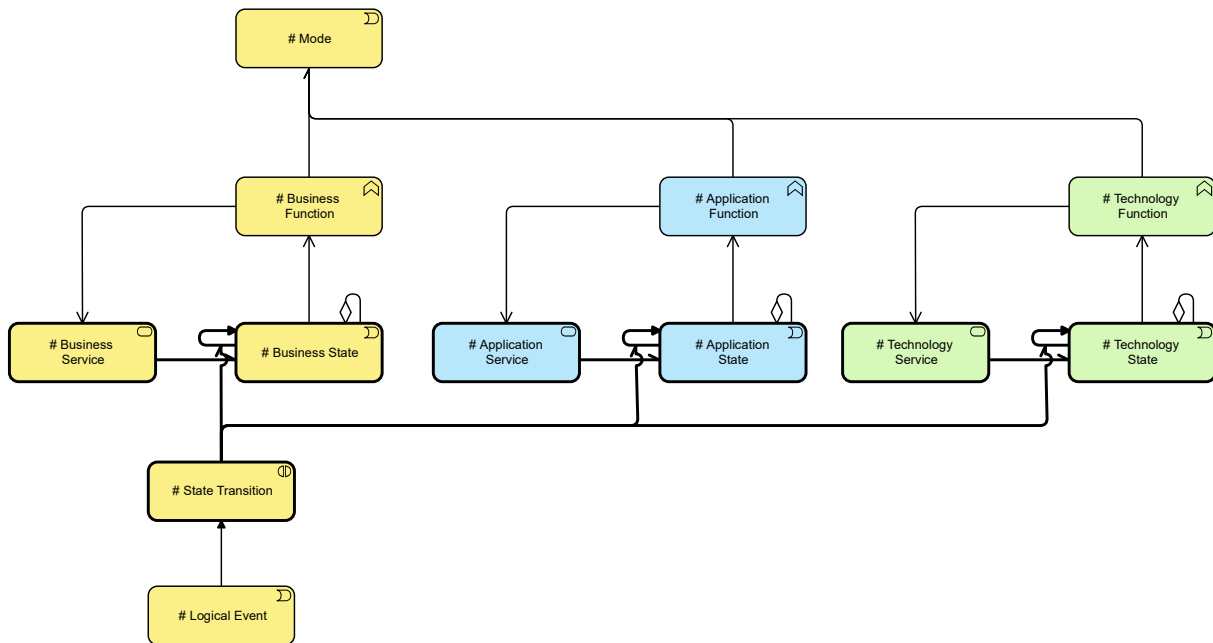 # Mode
# Business
Function
# Application
Function
# Technology
Function
# Business
Service
# Business State
# Application
Service
# Application
State
# Technology
Service
# Technology
State
# State Transition
# Logical Event